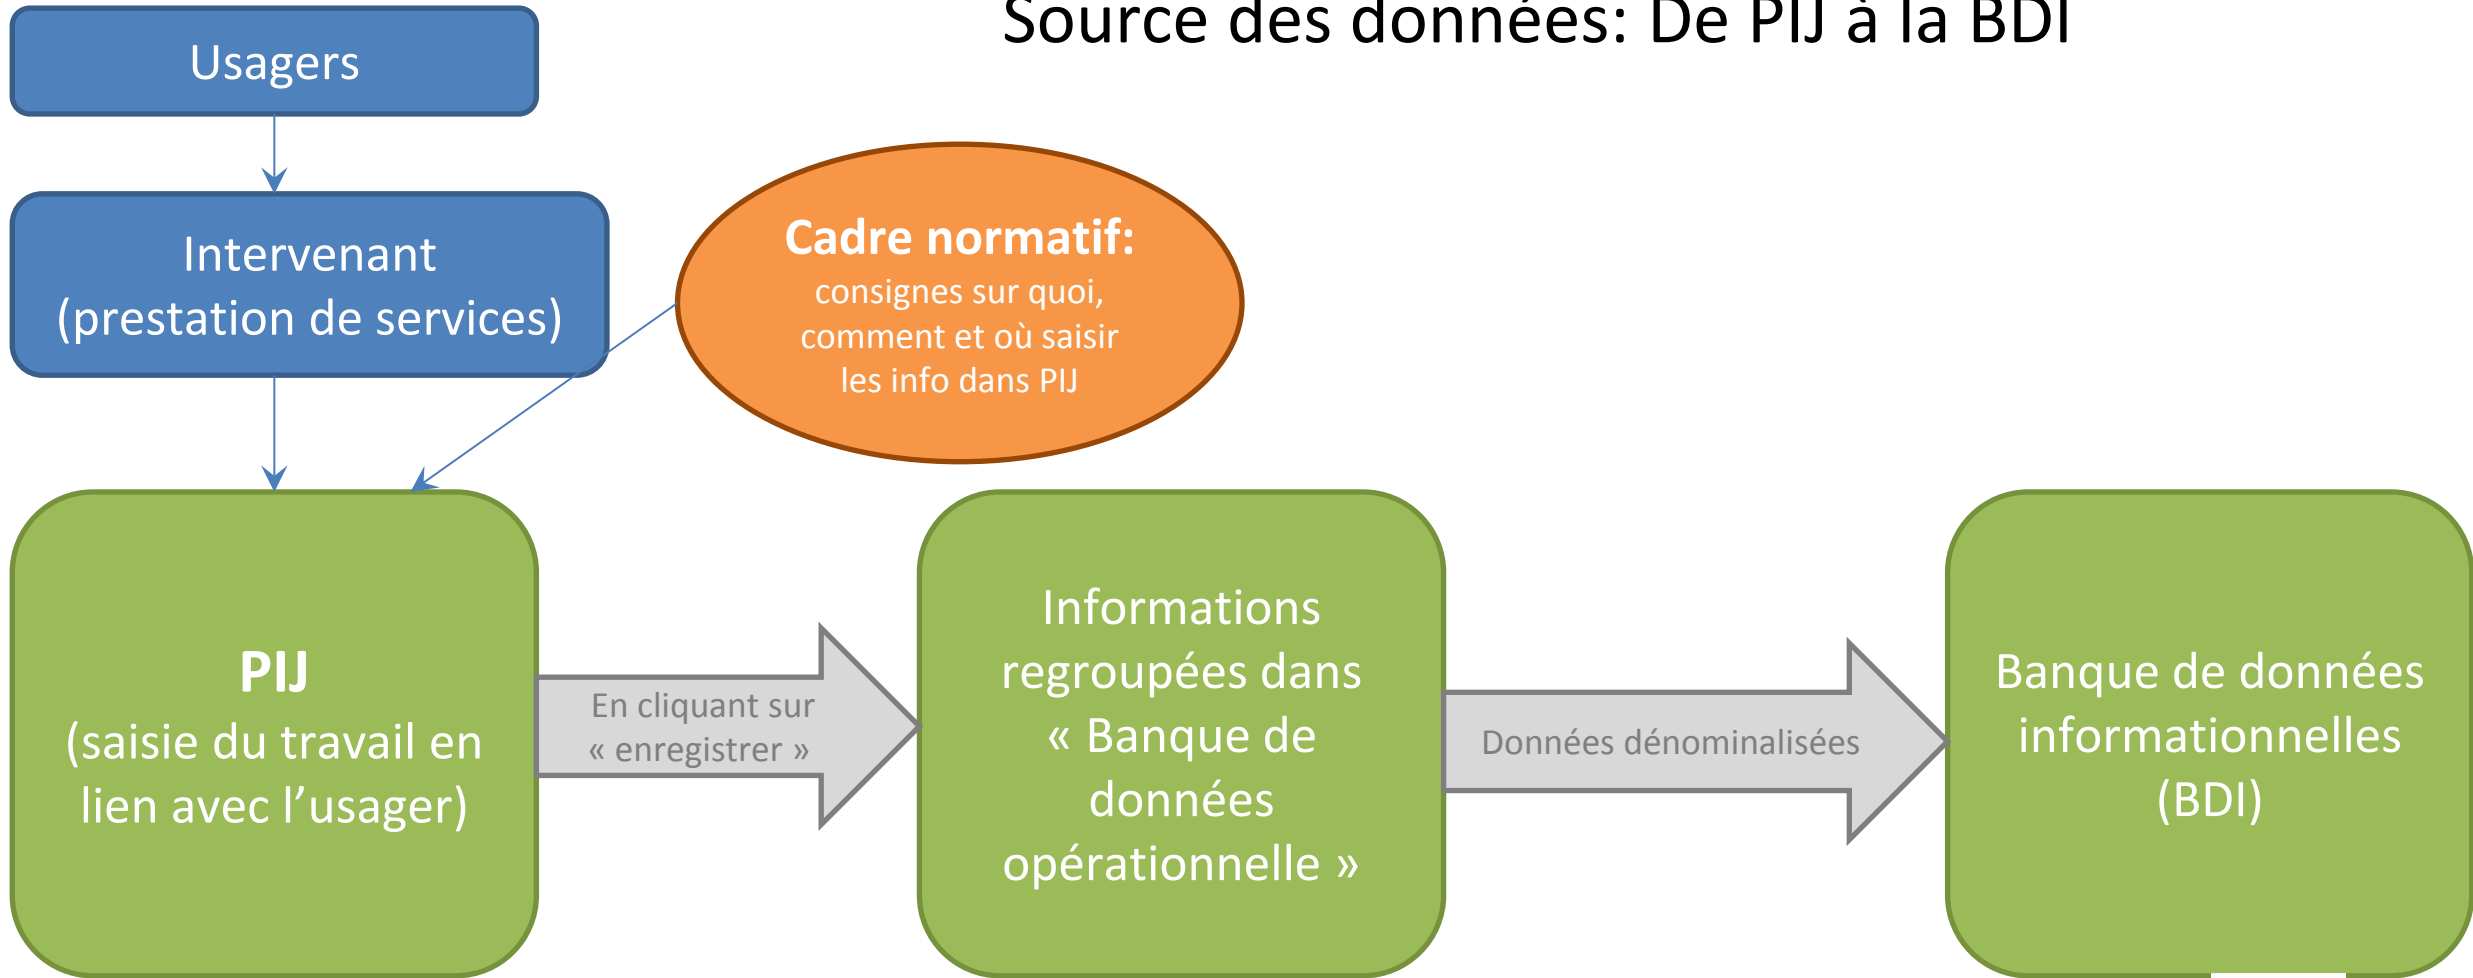 Source des données: De PIJ à la BDI
Usagers
Intervenant
(prestation de services)
Cadre normatif:
consignes sur quoi,
comment et où saisir
les info dans PIJ
PIJ
(saisie du travail en
lien avec l’usager)
En cliquant sur
« enregistrer »
Informations
regroupées dans
« Banque de
données
opérationnelle »
Données dénominalisées
Banque de données
informationnelles
(BDI)